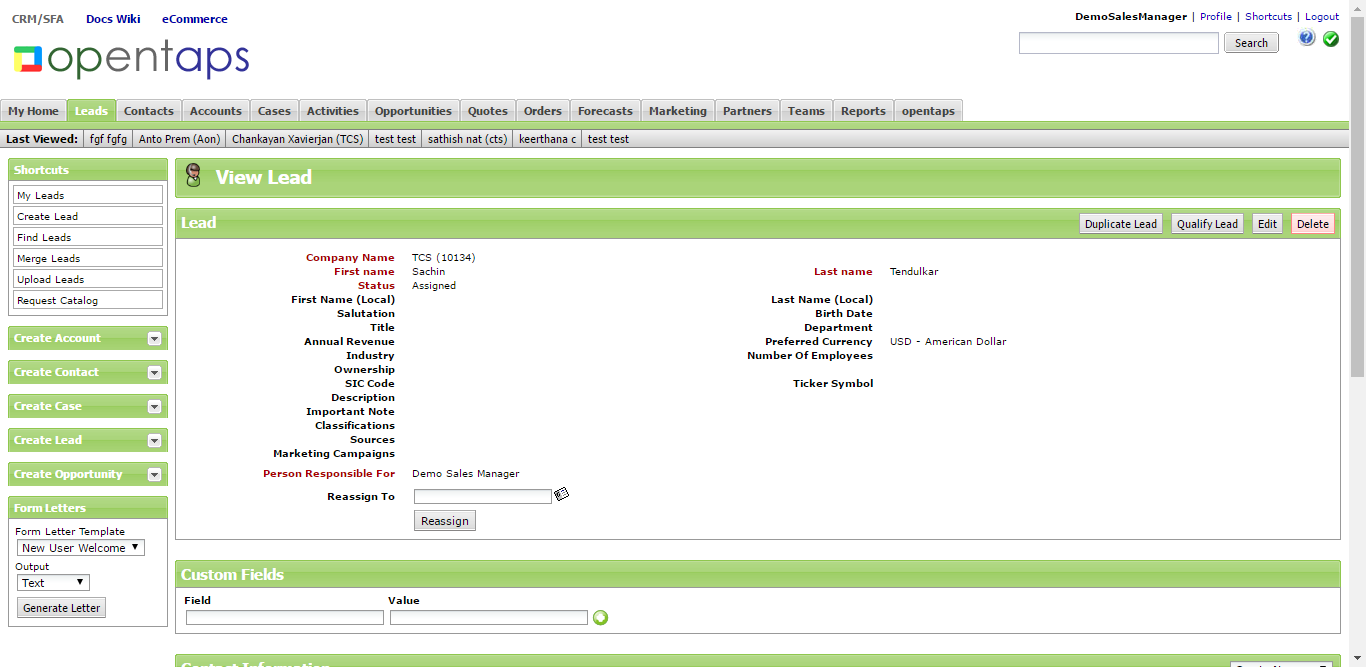 CRM/SFA Docs Wiki eCommerce
DemoSalesManager | Profile | Shortcuts | Logout
opentaps
Search
My Home Leads Contacts Accounts Cases Activities Opportunities Quotes Orders Forecasts Marketing Partners Teams Reports opentaps
Last Viewed: fgf fgfg Anto Prem (Aon) Chankayan Xavierjan (TCS) test test sathish nat (cts) keerthana c test test
Shortcuts
My Leads
Create Lead
Find Leads
Merge Leads
Upload Leads
Request Catalog
Create Account
Create Contact
Create Case
Create Lead
Create Opportunity
Form Letters
Form Letter Template
New User Welcome
Output
Text
Generate Letter
View Lead
Lead Duplicate Lead Qualify Lead Edit Delete
Company Name TCS (10134)
First name Sachin Last name Tendulkar
Status Assigned
First Name (Local) Last Name (Local)
Salutation Birth Date
Title Department
Annual Revenue Preferred Currency USD - American Dollar
Industry Number Of Employees
Ownership
SIC Code Ticker Symbol
Description
Important Note
Classifications
Sources
Marketing Campaigns
Person Responsible For Demo Sales Manager
Reassign To
Reassign
Custom Fields
Field Value
Contact Information